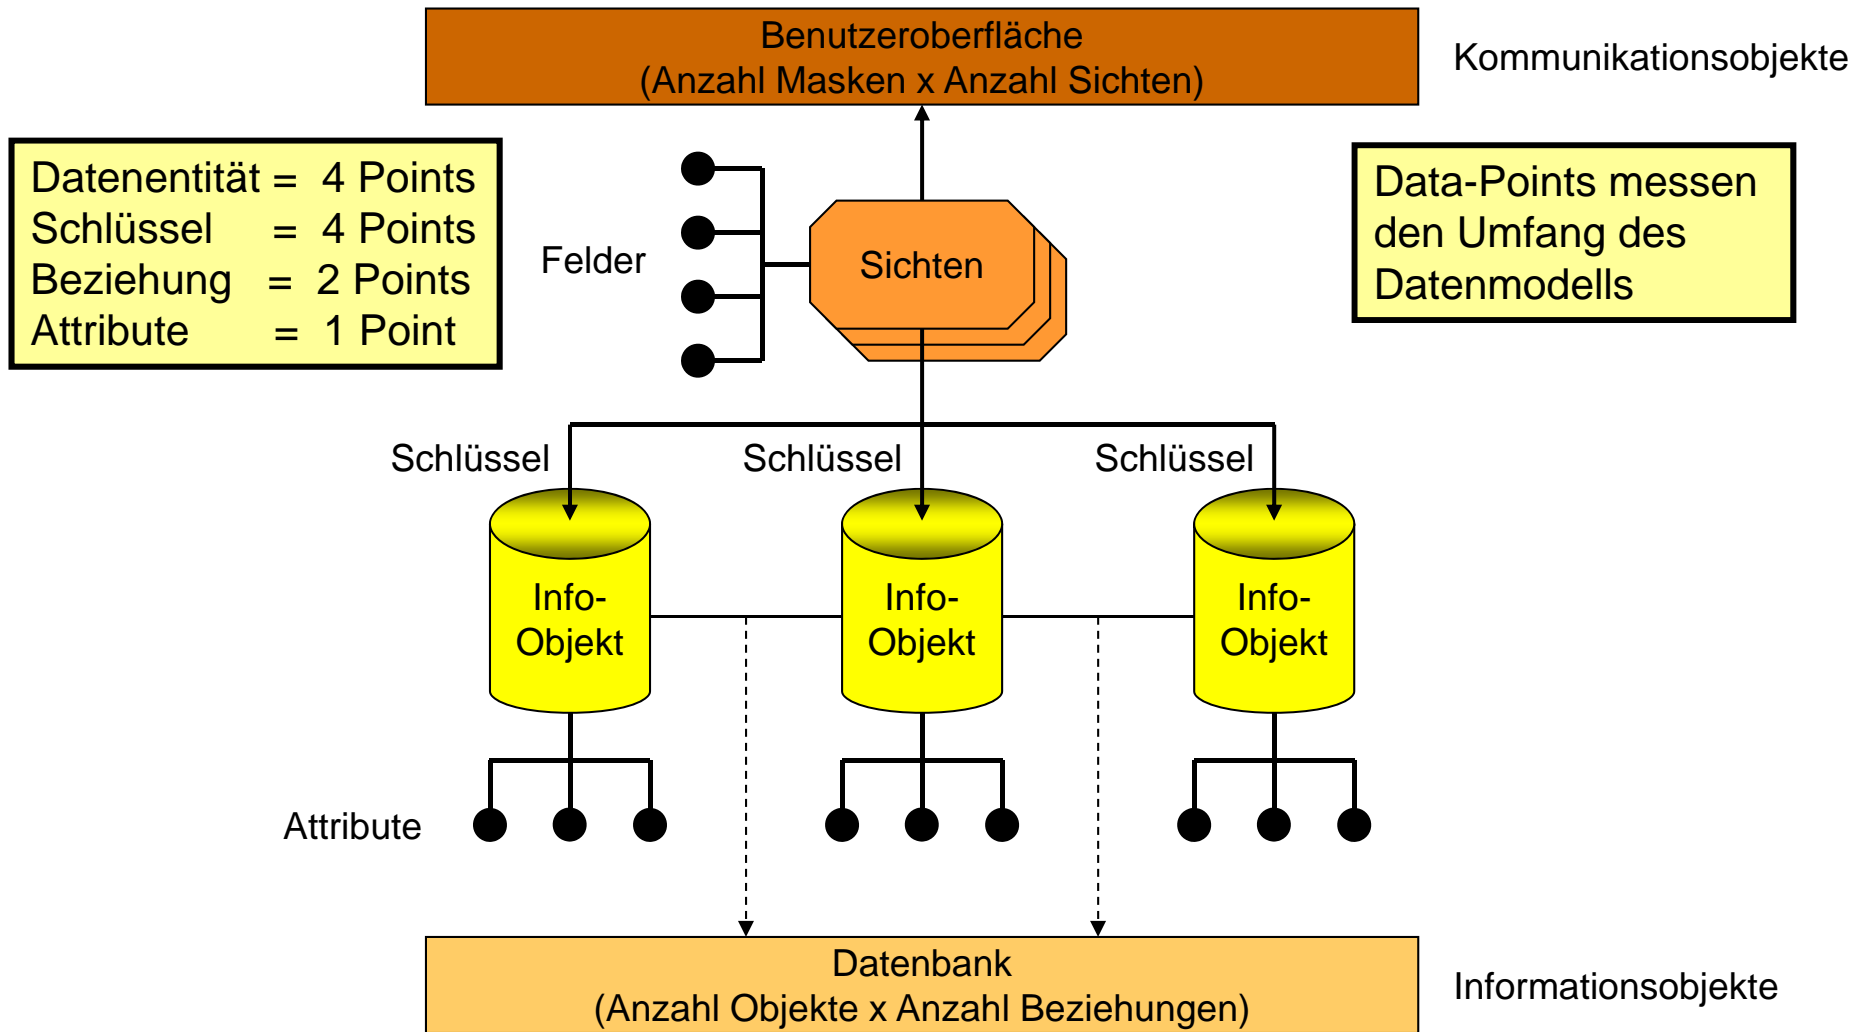 Benutzeroberfläche
(Anzahl Masken x Anzahl Sichten)
Kommunikationsobjekte
Datenentität = 4 Points
Schlüssel = 4 Points
Beziehung = 2 Points
Attribute = 1 Point
Data-Points messen
den Umfang des
Datenmodells
Felder
Sichten
Schlüssel
Schlüssel
Schlüssel
Info-
Objekt
Info-
Objekt
Info-
Objekt
Attribute
Datenbank
(Anzahl Objekte x Anzahl Beziehungen)
Informationsobjekte